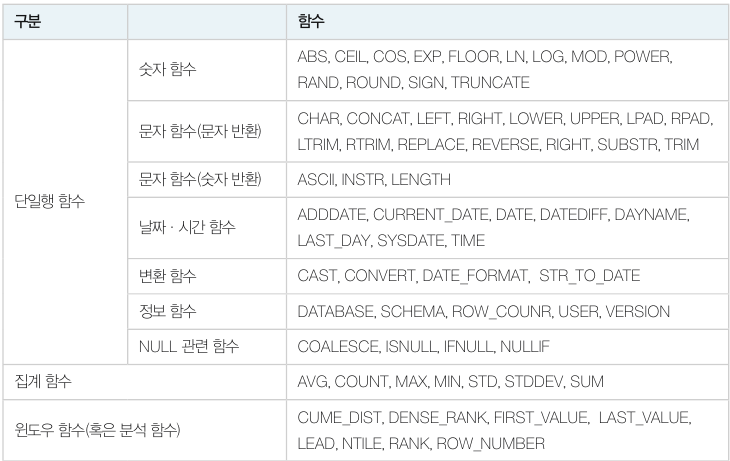 구분 함수
숫자 함수 ABS, CEIL, COS, EXP, FLOOR, LN, LOG, MOD, POWER,
RAND, ROUND, SIGN, TRUNCATE
문자 함수(문자 반환) CHAR, CONCAT, LEFT, RIGHT, LOWER, UPPER, LPAD, RPAD,
LTRIM, RTRIM, REPLACE, REVERSE, RIGHT, SUBSTR, TRIM
문자 함수(숫자 반환) ASCII, INSTR, LENGTH
단일행 함수
날짜 · 시간 함수 ADDDATE, CURRENT_DATE, DATE, DATEDIFF, DAYNAME,
LAST_DAY, SYSDATE, TIME
변환 함수 CAST, CONVERT, DATE_FORMAT, STR_TO_DATE
정보 함수 DATABASE, SCHEMA, ROW_COUNR, USER, VERSION
NULL 관련 함수 COALESCE, ISNULL, IFNULL, NULLIF
집계 함수 AVG, COUNT, MAX, MIN, STD, STDDEV, SUM
윈도우 함수(혹은 분석 함수) CUME_DIST, DENSE_RANK, FIRST_VALUE, LAST_VALUE,
LEAD, NTILE, RANK, ROW_NUMBER